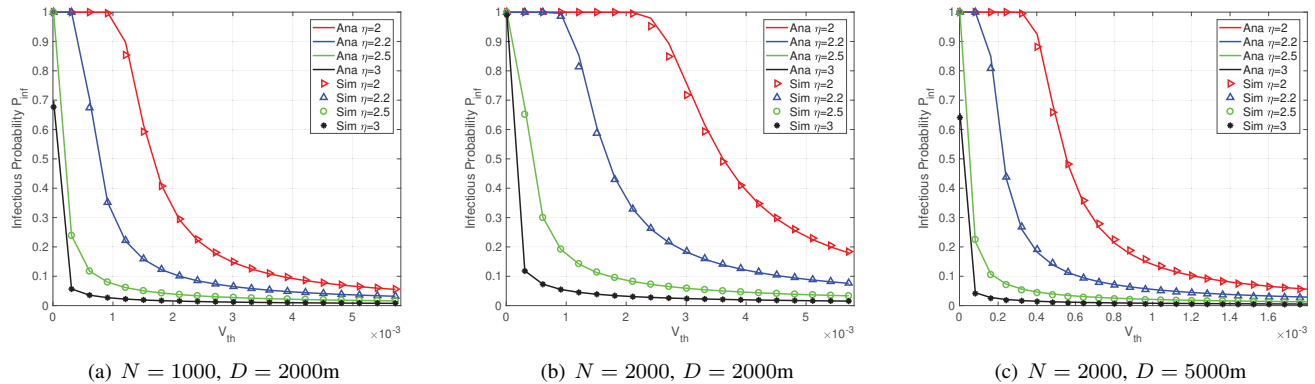 1
0.9
0.8
0.7
0.6
0.5
0.4
0.3
0.2
0.1
0
Infectious Probability P_inf
Ana η=2
Ana η=2.2
Ana η=2.5
Ana η=3
Sim η=2
Sim η=2.2
Sim η=2.5
Sim η=3
0 1 2 3 4 5
V_th
×10^-3
(a) N = 1000, D = 2000m
1
0.9
0.8
0.7
0.6
0.5
0.4
0.3
0.2
0.1
0
Infectious Probability P_inf
Ana η=2
Ana η=2.2
Ana η=2.5
Ana η=3
Sim η=2
Sim η=2.2
Sim η=2.5
Sim η=3
0 1 2 3 4 5
V_th
×10^-3
(b) N = 2000, D = 2000m
1
0.9
0.8
0.7
0.6
0.5
0.4
0.3
0.2
0.1
0
Infectious Probability P_inf
Ana η=2
Ana η=2.2
Ana η=2.5
Ana η=3
Sim η=2
Sim η=2.2
Sim η=2.5
Sim η=3
0 0.2 0.4 0.6 0.8 1 1.2 1.4 1.6
V_th
×10^-3
(c) N = 2000, D = 5000m